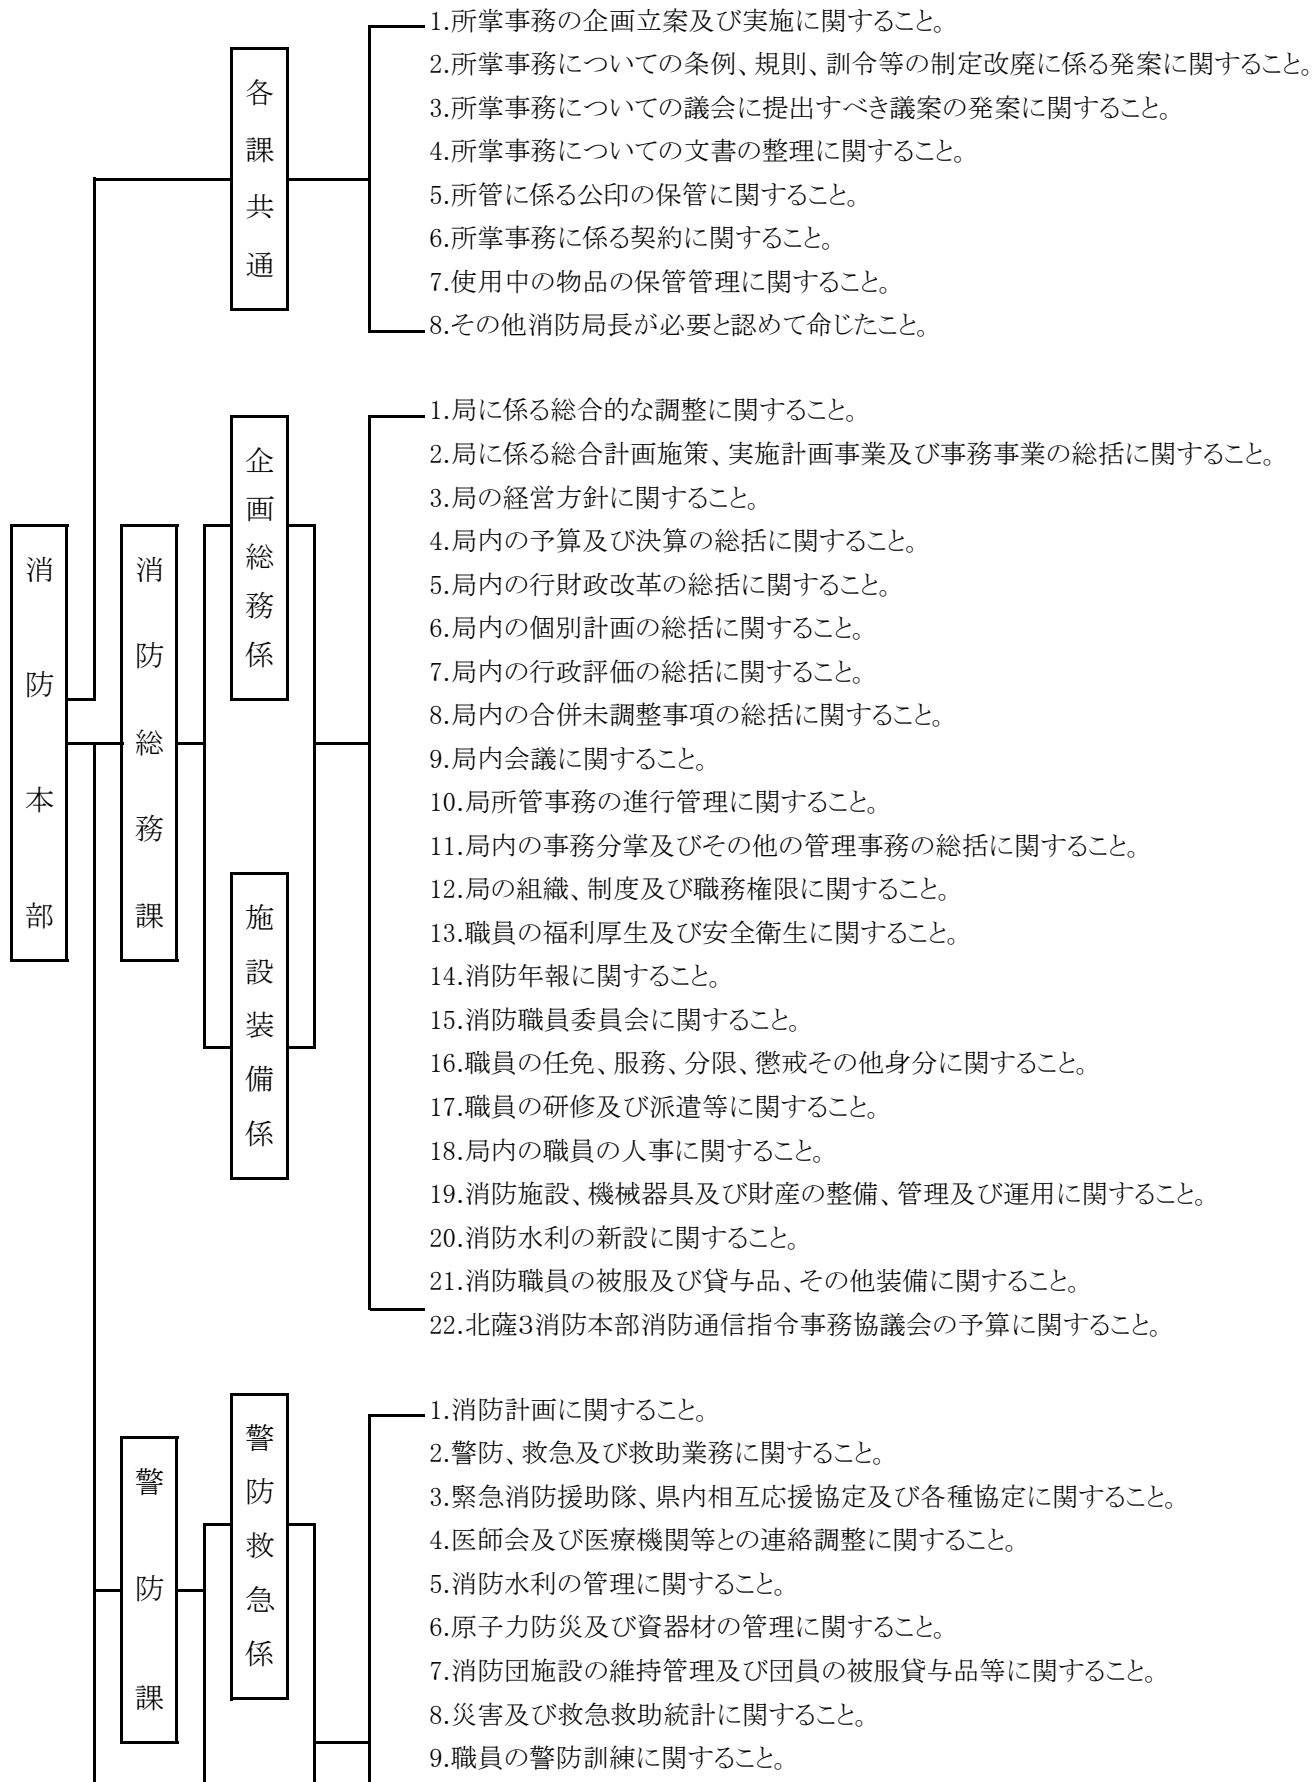 消防本部
各課共通
1.所掌事務の企画立案及び実施に関すること。
2.所掌事務についての条例、規則、訓令等の制定改廃に係る発案に関すること。
3.所掌事務についての議会に提出すべき議案の発案に関すること。
4.所掌事務についての文書の整理に関すること。
5.所管に係る公印の保管に関すること。
6.所掌事務に係る契約に関すること。
7.使用中の物品の保管管理に関すること。
8.その他消防局長が必要と認めて命じたこと。
消防総務課
企画総務係
施設装備係
1.局に係る総合的な調整に関すること。
2.局に係る総合計画施策、実施計画事業及び事務事業の総括に関すること。
3.局の経営方針に関すること。
4.局内の予算及び決算の総括に関すること。
5.局内の行財政改革の総括に関すること。
6.局内の個別計画の総括に関すること。
7.局内の行政評価の総括に関すること。
8.局内の合併未調整事項の総括に関すること。
9.局内会議に関すること。
10.局所管事務の進行管理に関すること。
11.局内の事務分掌及びその他の管理事務の総括に関すること。
12.局の組織、制度及び職務権限に関すること。
13.職員の福利厚生及び安全衛生に関すること。
14.消防年報に関すること。
15.消防職員委員会に関すること。
16.職員の任免、服務、分限、懲戒その他身分に関すること。
17.職員の研修及び派遣等に関すること。
18.局内の職員の人事に関すること。
19.消防施設、機械器具及び財産の整備、管理及び運用に関すること。
20.消防水利の新設に関すること。
21.消防職員の被服及び貸与品、その他装備に関すること。
22.北薩3消防本部消防通信指令事務協議会の予算に関すること。
警防課
警防救急係
1.消防計画に関すること。
2.警防、救急及び救助業務に関すること。
3.緊急消防援助隊、県内相互応援協定及び各種協定に関すること。
4.医師会及び医療機関等との連絡調整に関すること。
5.消防水利の管理に関すること。
6.原子力防災及び資器材の管理に関すること。
7.消防団施設の維持管理及び団員の被服貸与品等に関すること。
8.災害及び救急救助統計に関すること。
9.職員の警防訓練に関すること。